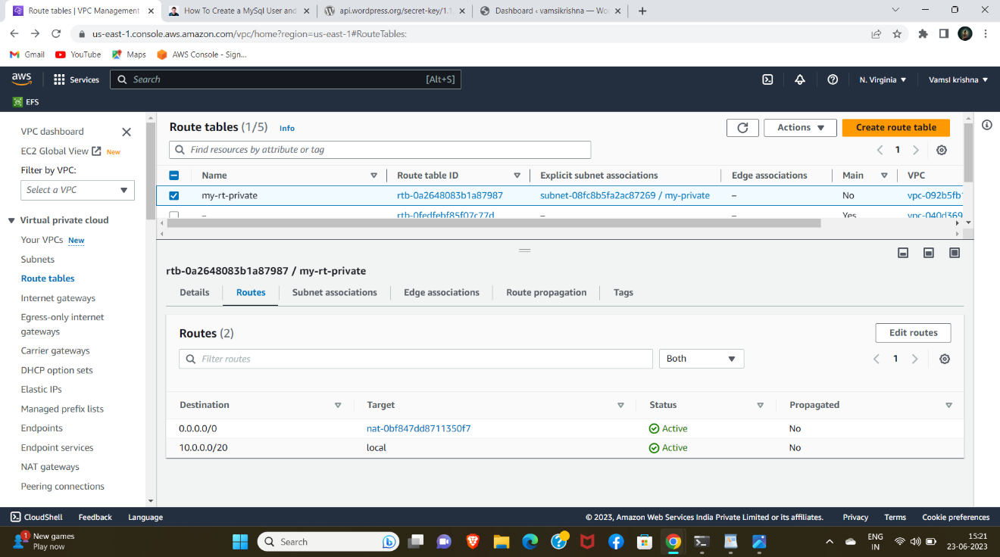 Route tables | VPC Management
How To Create a MySql User and
api.wordpress.org/secret-key/1.1
Dashboard ‹ vamsikrishna — Wo
us-east-1.console.aws.amazon.com/vpc/home?region=us-east-1#RouteTables:
Gmail
YouTube
Maps
AWS Console - Sign...
aws
Services
Search
[Alt+S]
N. Virginia
VamsI krishna
EFS
VPC dashboard
EC2 Global View New
Filter by VPC:
Select a VPC
Virtual private cloud
Your VPCs New
Subnets
Route tables
Internet gateways
Egress-only internet
gateways
Carrier gateways
DHCP option sets
Elastic IPs
Managed prefix lists
Endpoints
Endpoint services
NAT gateways
Peering connections
Route tables (1/5) Info
Actions
Create route table
Find resources by attribute or tag
1
Name Route table ID Explicit subnet associations Edge associations Main VPC
my-rt-private rtb-0a2648083b1a87987 subnet-08fc8b5fa2ac87269 / my-private – No vpc-092b5fb1
– rtb-0fedfebf85f07c77d – – Yes vpc-040d369
rtb-0a2648083b1a87987 / my-rt-private
Details Routes Subnet associations Edge associations Route propagation Tags
Routes (2)
Edit routes
Filter routes
Both
1
Destination Target Status Propagated
0.0.0.0/0 nat-0bf847dd8711350f7 Active No
10.0.0.0/20 local Active No
CloudShell Feedback Language
© 2023, Amazon Web Services India Private Limited or its affiliates. Privacy Terms Cookie preferences
1
New games
Play now
Search
ENG
IN
15:21
23-06-2023